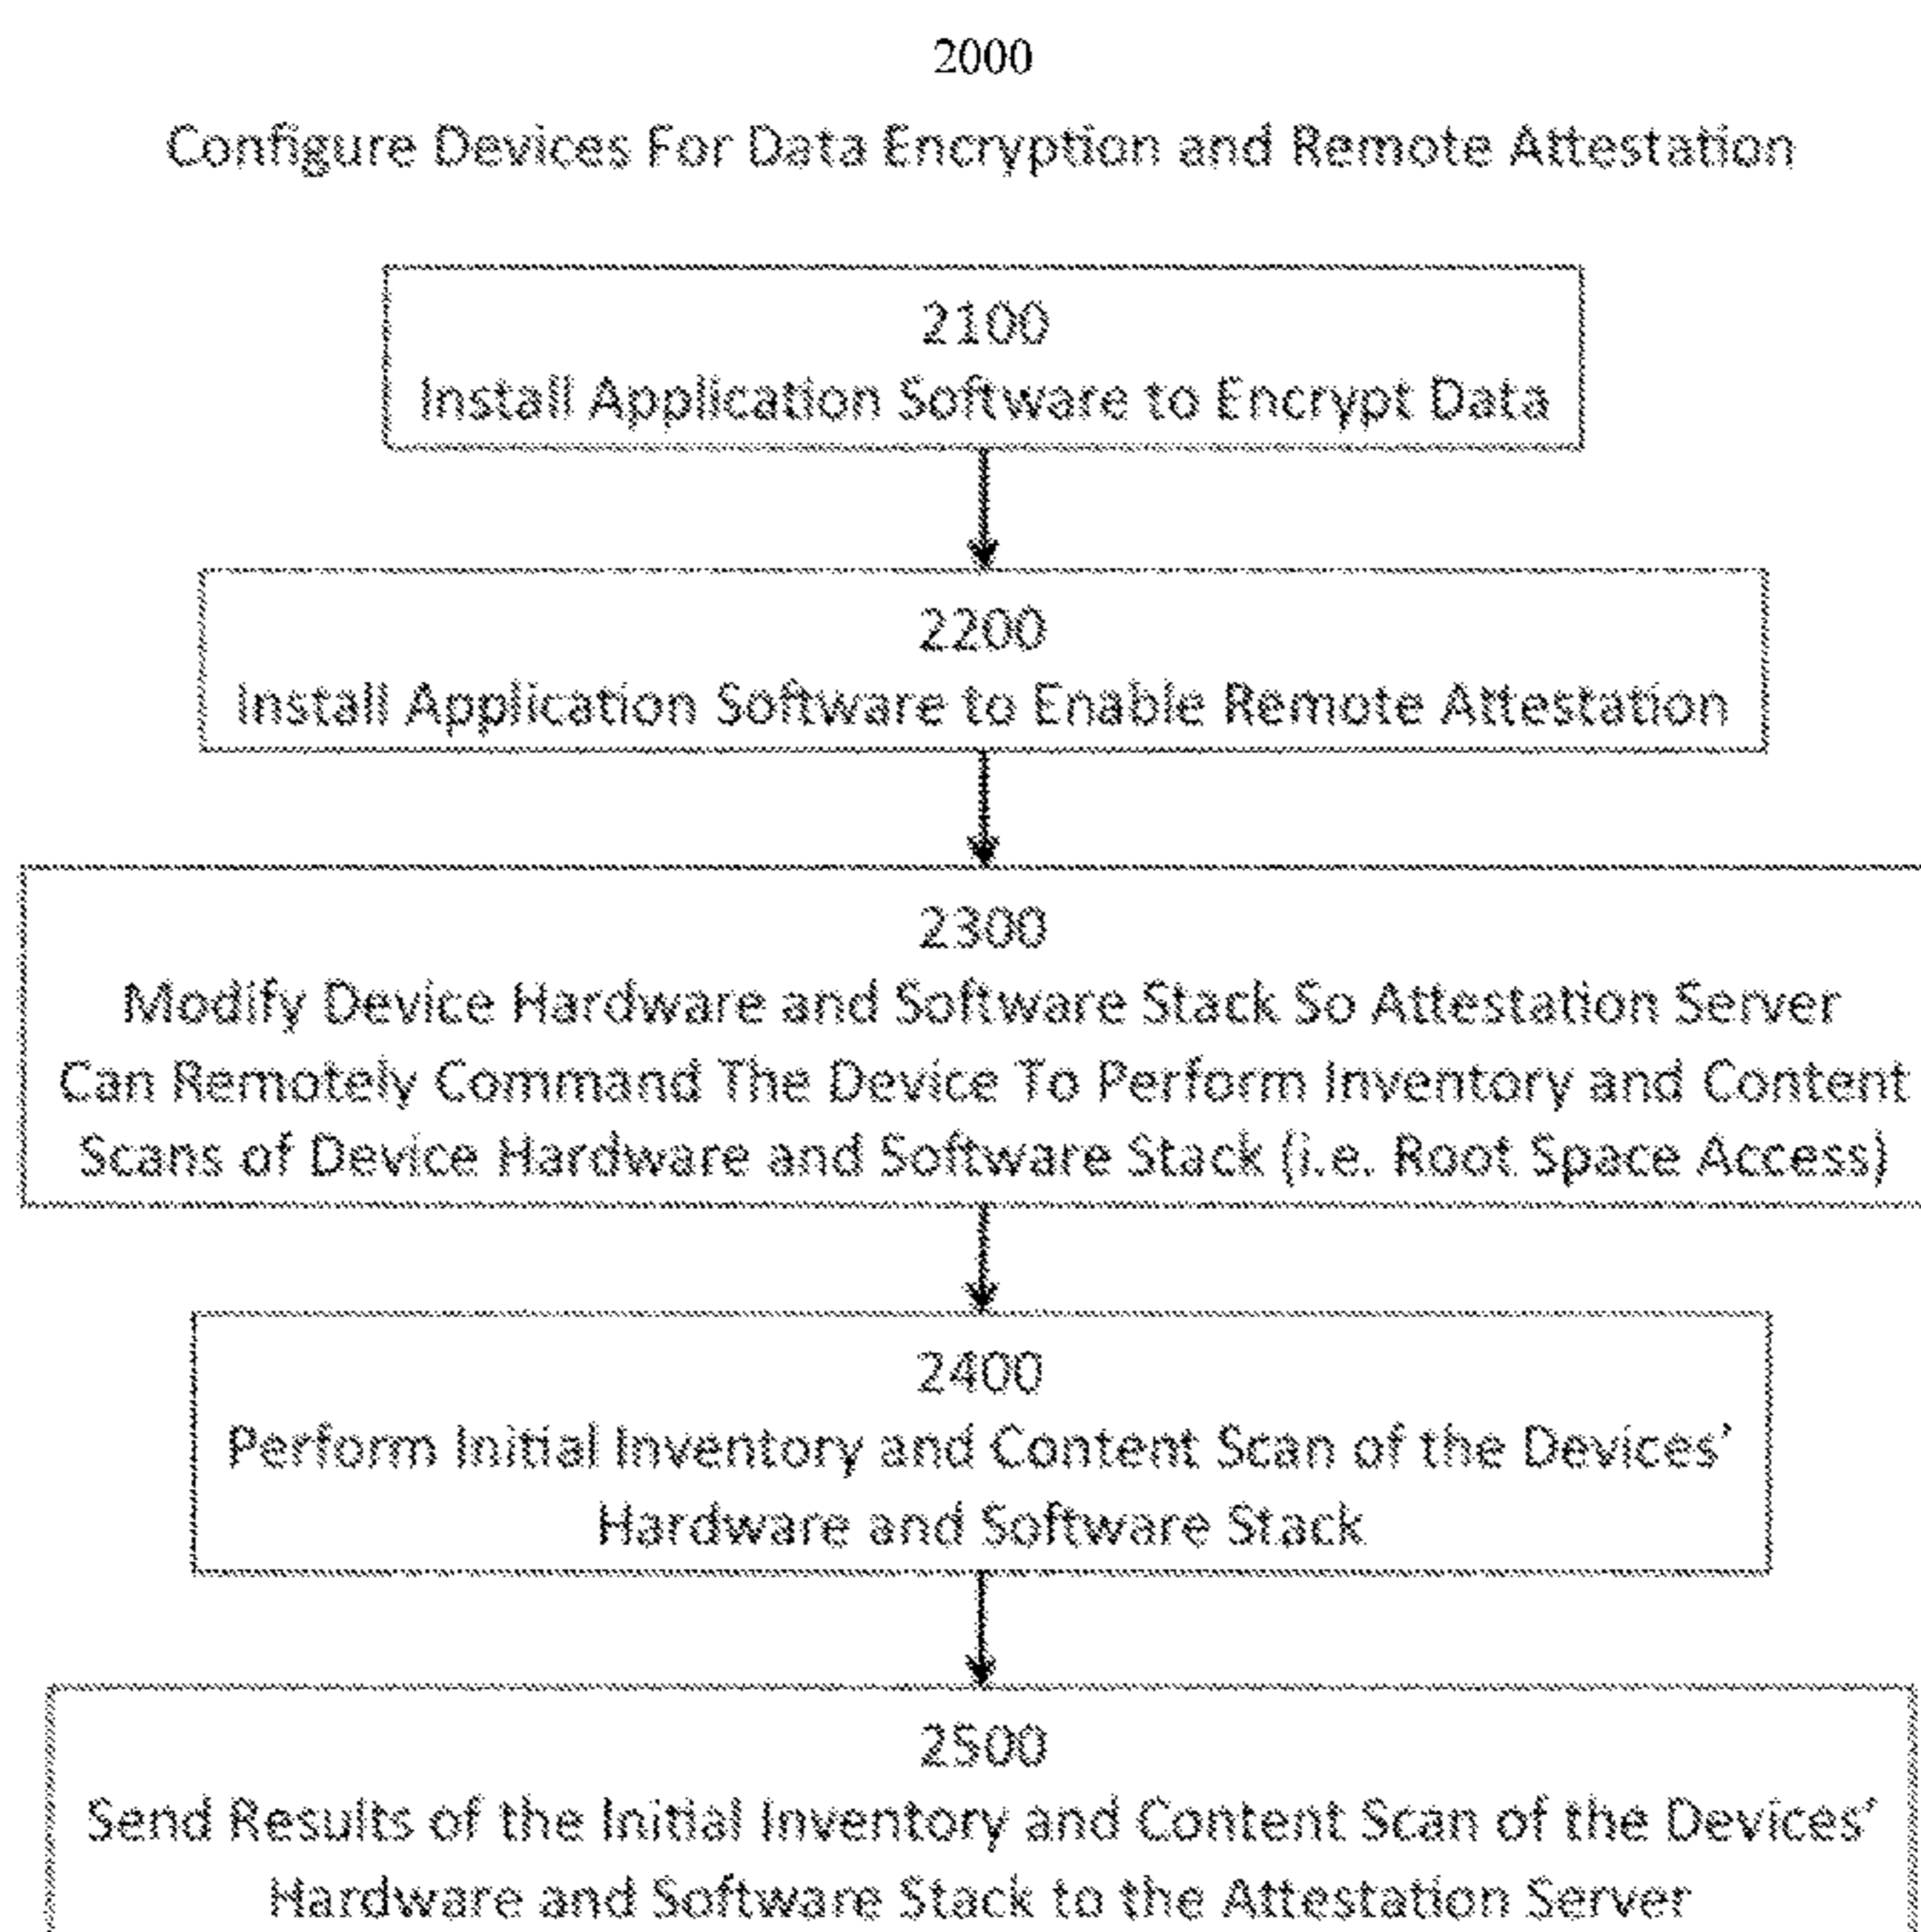 2000
Configure Devices For Data Encryption and Remote Attestation
2100
Install Application Software to Encrypt Data
2200
Install Application Software to Enable Remote Attestation
2300
Modify Device Hardware and Software Stack So Attestation Server
Can Remotely Command The Device To Perform Inventory and Content
Scans of Device Hardware and Software Stack (i.e. Root Space Access)
2400
Perform Initial Inventory and Content Scan of the Devices’
Hardware and Software Stack
2500
Send Results of the Initial Inventory and Content Scan of the Devices’
Hardware and Software Stack to the Attestation Server